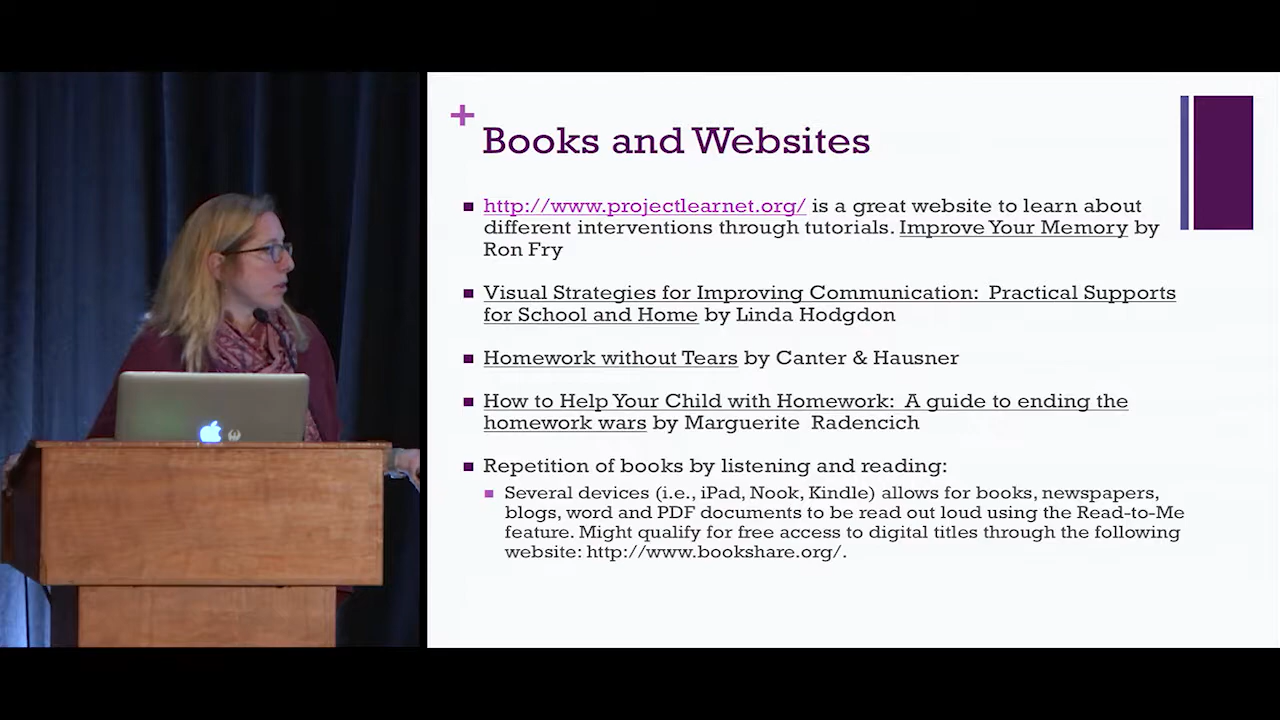 +
Books and Websites
http://www.projectlearnet.org/ is a great website to learn about
different interventions through tutorials. Improve Your Memory by
Ron Fry
Visual Strategies for Improving Communication:  Practical Supports
for School and Home by Linda Hodgdon
Homework without Tears by Canter & Hausner
How to Help Your Child with Homework:  A guide to ending the
homework wars by Marguerite  Radencich
Repetition of books by listening and reading:
Several devices (i.e., iPad, Nook, Kindle) allows for books, newspapers,
blogs, word and PDF documents to be read out loud using the Read-to-Me
feature. Might qualify for free access to digital titles through the following
website: http://www.bookshare.org/.